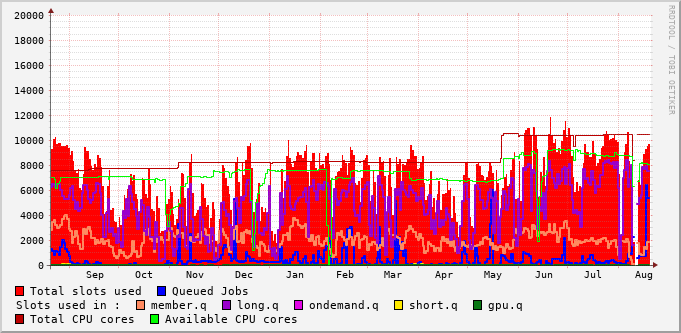 20000
18000
16000
14000
12000
10000
8000
6000
4000
2000
0
Sep Oct Nov Dec Jan Feb Mar Apr May Jun Jul Aug
RRDTOOL / TOBI OETIKER
Total slots used Queued Jobs
Slots used in : member.q long.q ondemand.q short.q gpu.q
Total CPU cores Available CPU cores